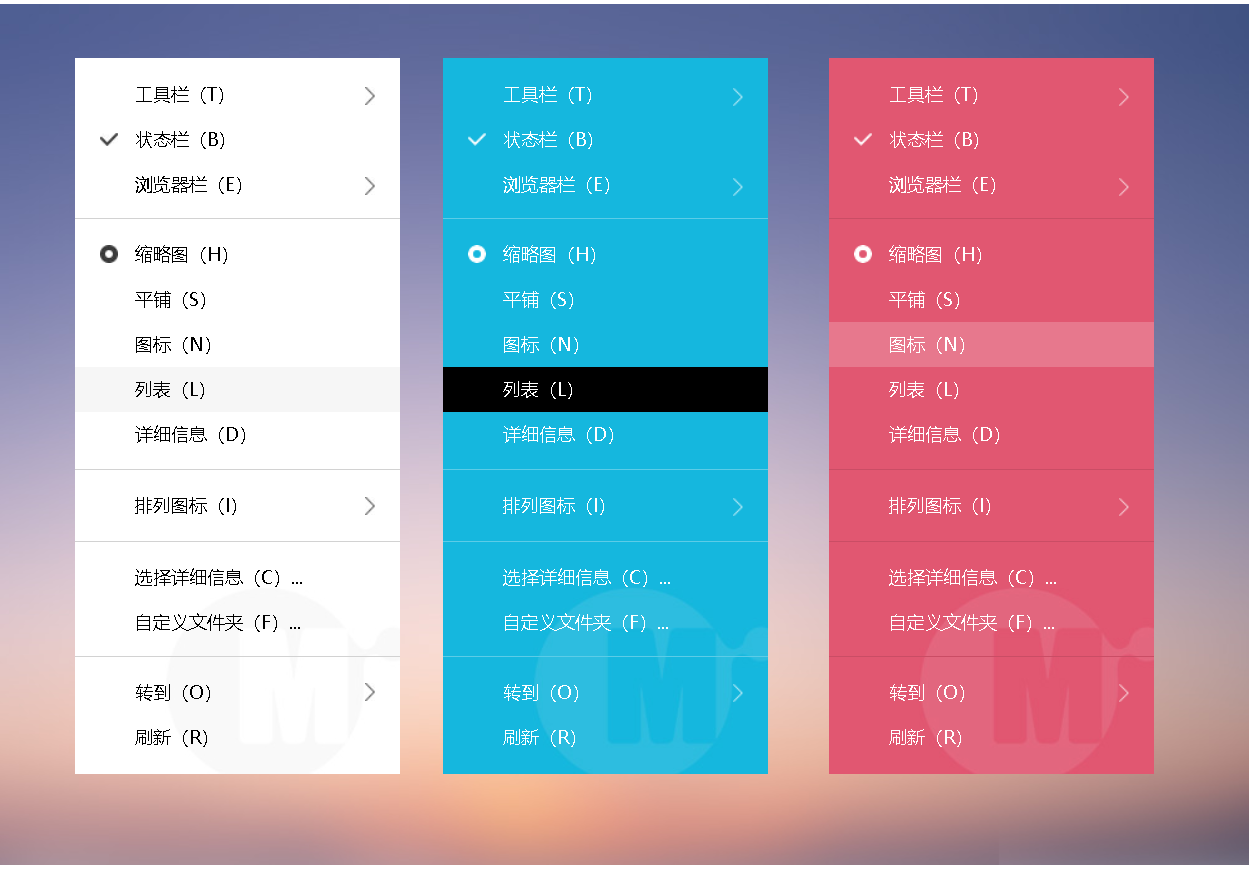 工具栏（T）
状态栏（B）
浏览器栏（E）
缩略图（H）
平铺（S）
图标（N）
列表（L）
详细信息（D）
排列图标（I）
选择详细信息（C）...
自定义文件夹（F）...
转到（O）
刷新（R）
Mi
工具栏（T）
状态栏（B）
浏览器栏（E）
缩略图（H）
平铺（S）
图标（N）
列表（L）
详细信息（D）
排列图标（I）
选择详细信息（C）...
自定义文件夹（F）...
转到（O）
刷新（R）
Mi
工具栏（T）
状态栏（B）
浏览器栏（E）
缩略图（H）
平铺（S）
图标（N）
列表（L）
详细信息（D）
排列图标（I）
选择详细信息（C）...
自定义文件夹（F）...
转到（O）
刷新（R）
Mi